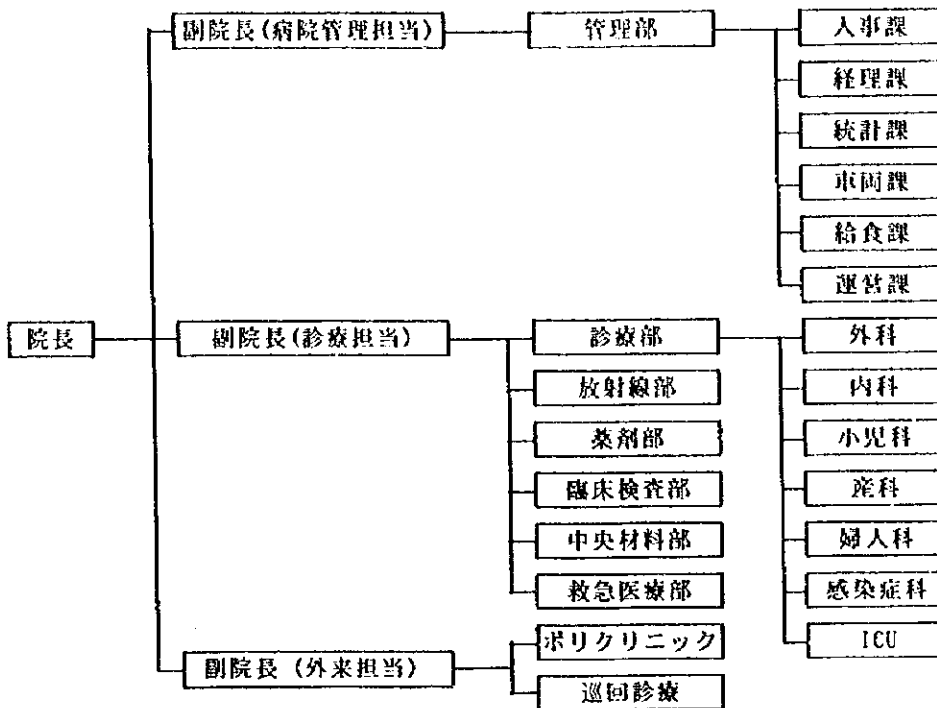 副院長(病院管理担当)
管理部
人事課
経理課
統計課
車両課
給食課
運営課
院長
副院長(診療担当)
診療部
外科
放射線部
内科
薬剤部
小児科
臨床検査部
産科
中央材料部
婦人科
救急医療部
感染症科
ポリクリニック
ICU
副院長 (外来担当)
巡回診療